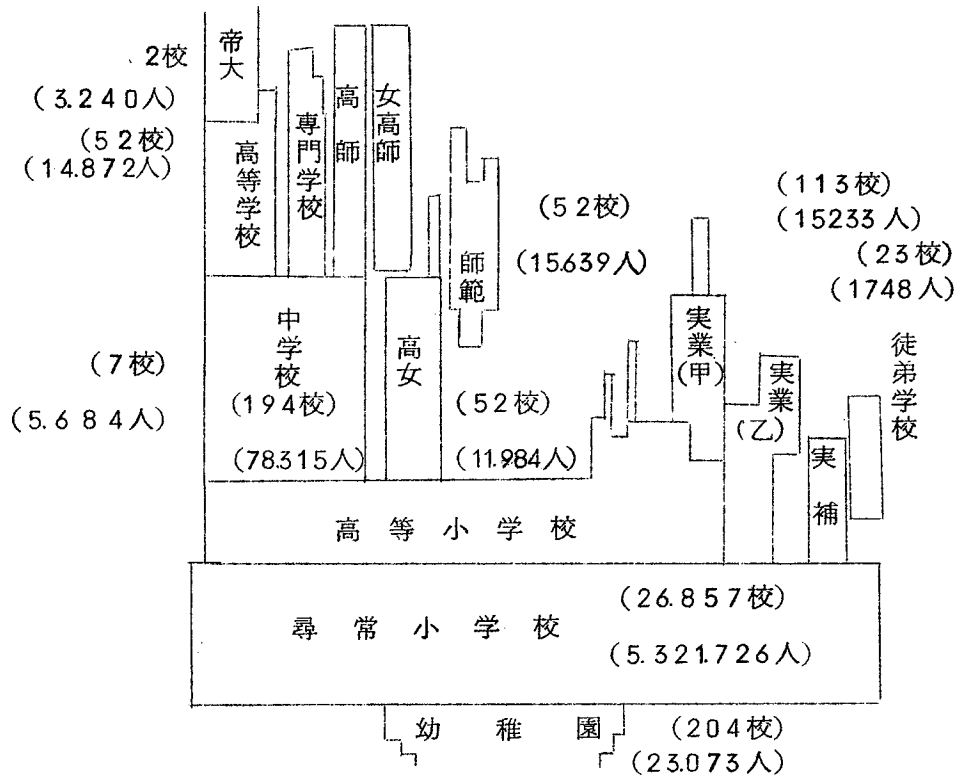 帝大
2校
(3.240人)
(52校)
(14.872人)
高等学校
専門学校
高師
女高師
師範
(52校)
(15.639人)
(113校)
(15233人)
(23校)
(1748人)
(7校)
(5.684人)
中学校
(194校)
(78.315人)
高女
(52校)
(11.984人)
実業(甲)
実業(乙)
実補
徒弟学校
高等小学校
尋常小学校
(26.857校)
(5.321.726人)
幼稚園
(204校)
(23.073人)